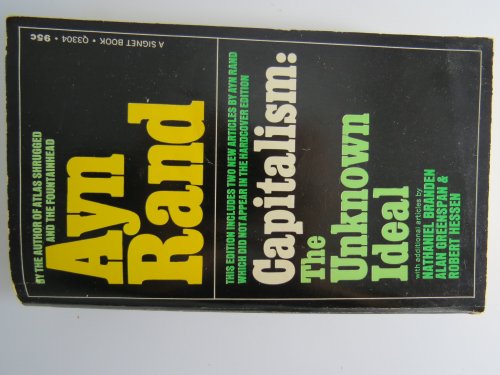 A SIGNET BOOK • Q3304 • 95c
BY THE AUTHOR OF ATLAS SHRUGGED
AND THE FOUNTAINHEAD
Ayn
Rand
THIS EDITION INCLUDES TWO NEW ARTICLES BY AYN RAND
WHICH DID NOT APPEAR IN THE HARDCOVER EDITION
Capitalism:
The
Unknown
Ideal
with additional articles by
NATHANIEL BRANDEN
ALAN GREENSPAN &
ROBERT HESSEN